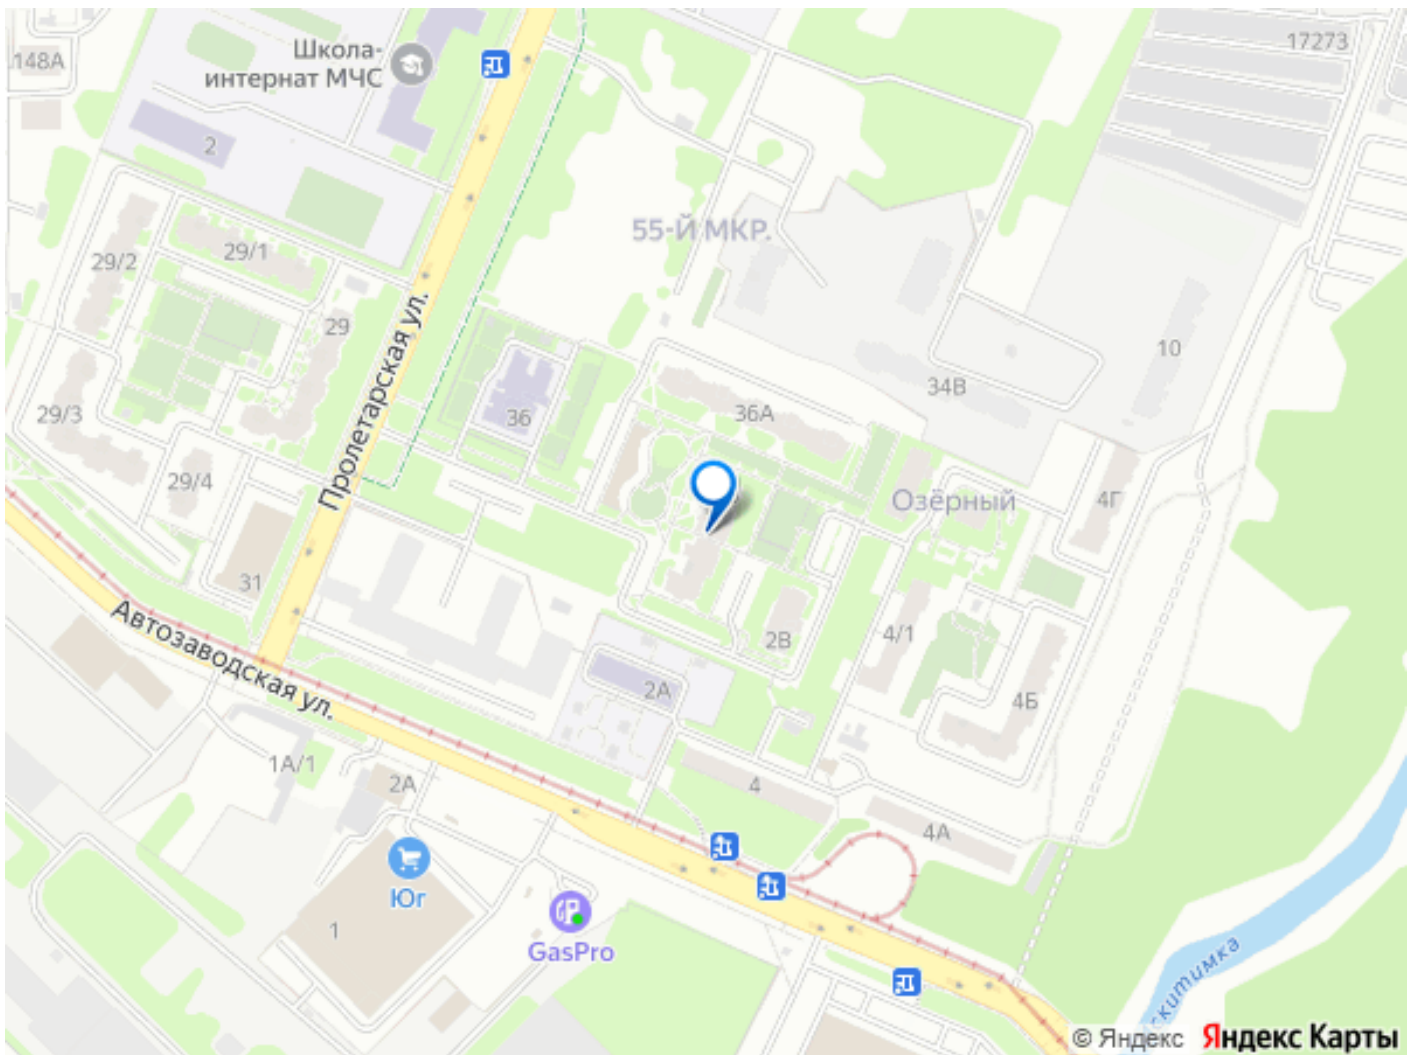 17273
148А
Школа-
интернат МЧС
2
55-Й МКР.
29/1
29/2
29
Пролетарская ул.
10
34В
36А
36
29/3
29/4
Озёрный
4Г
31
Автозаводская ул.
2В
4/1
2А
4Б
1А/1
2А
4
4А
Юг
1
GasPro
скитимка
© Яндекс Яндекс Карты